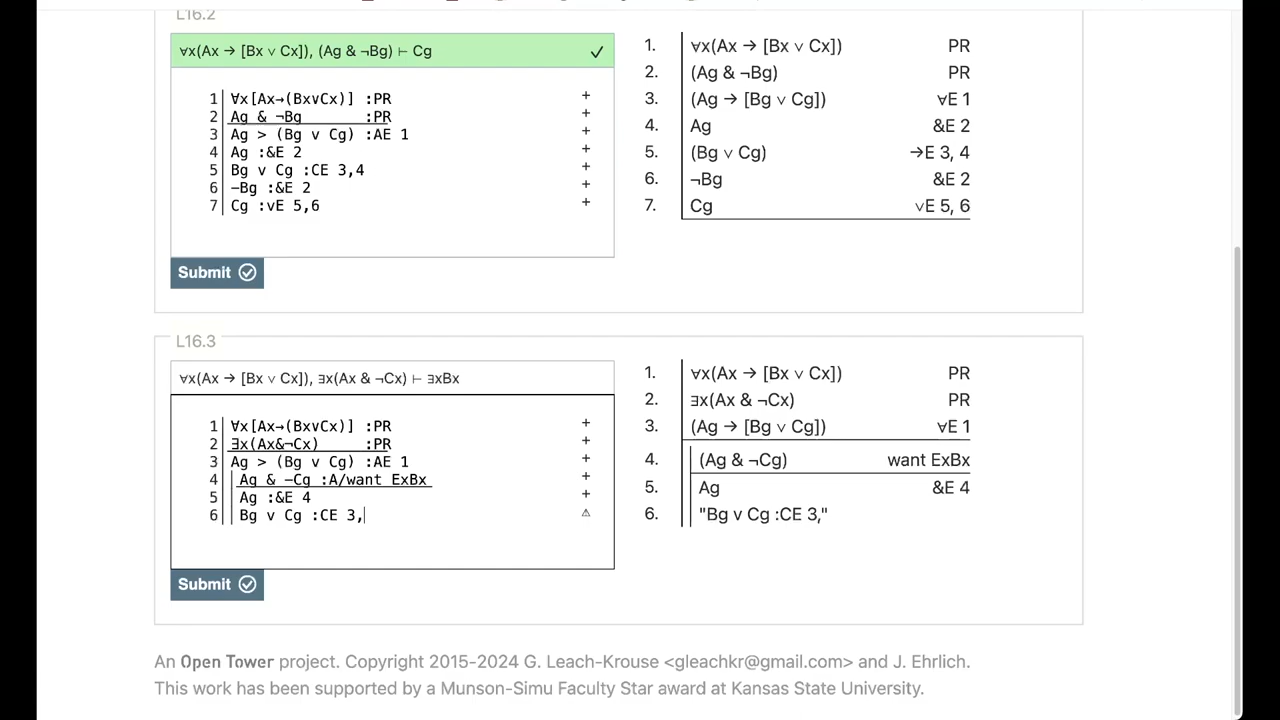 L16.2
∀x(Ax → [Bx ∨ Cx]), (Ag & ¬Bg) ⊢ Cg ✓
1 ∀x[Ax→(Bx∨Cx)] :PR +
2 Ag & ¬Bg :PR +
3 Ag > (Bg v Cg) :AE 1 +
4 Ag :&E 2 +
5 Bg v Cg :CE 3,4 +
6 −Bg :&E 2 +
7 Cg :vE 5,6 +
Submit
1. ∀x(Ax → [Bx ∨ Cx]) PR
2. (Ag & ¬Bg) PR
3. (Ag → [Bg ∨ Cg]) ∀E 1
4. Ag &E 2
5. (Bg ∨ Cg) →E 3, 4
6. ¬Bg &E 2
7. Cg ∨E 5, 6
L16.3
∀x(Ax → [Bx ∨ Cx]), ∃x(Ax & ¬Cx) ⊢ ∃xBx
1 ∀x[Ax→(Bx∨Cx)] :PR +
2 ∃x(Ax&¬Cx) :PR +
3 Ag > (Bg v Cg) :AE 1 +
4 Ag & −Cg :A/want ExBx +
5 Ag :&E 4 +
6 Bg v Cg :CE 3, ⚠
Submit
1. ∀x(Ax → [Bx ∨ Cx]) PR
2. ∃x(Ax & ¬Cx) PR
3. (Ag → [Bg ∨ Cg]) ∀E 1
4. (Ag & ¬Cg) want ExBx
5. Ag &E 4
6. "Bg v Cg :CE 3,"
An Open Tower project. Copyright 2015-2024 G. Leach-Krouse <gleachkr@gmail.com> and J. Ehrlich.
This work has been supported by a Munson-Simu Faculty Star award at Kansas State University.